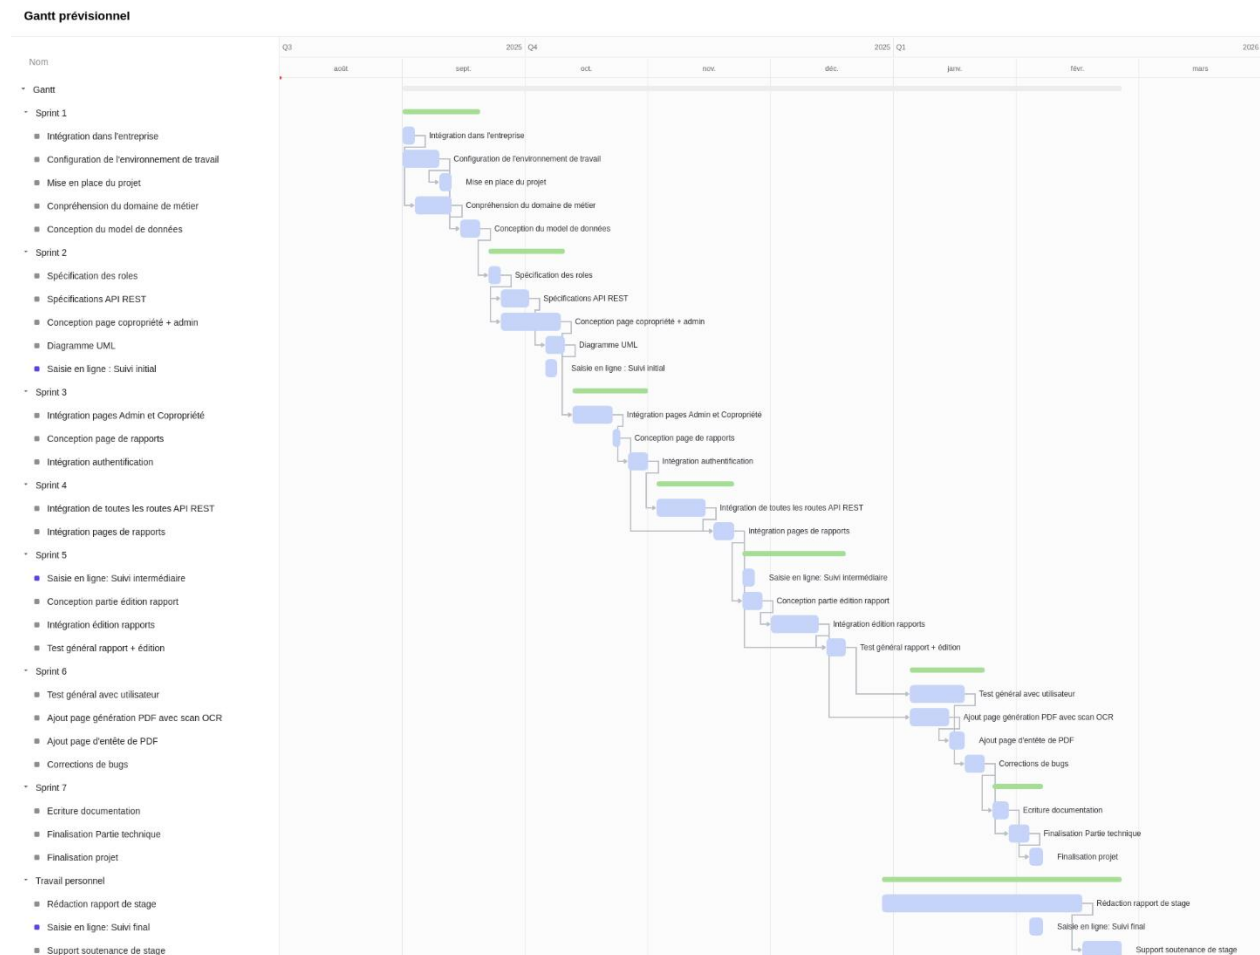 Gantt prévisionnel
Q3 2025 Q4 2025 Q1 2026
Nom
août sept. oct. nov. déc. janv. févr. mars
Gantt
Sprint 1
Intégration dans l'entreprise Intégration dans l'entreprise
Configuration de l'environnement de travail Configuration de l'environnement de travail
Mise en place du projet Mise en place du projet
Conpréhension du domaine de métier Conpréhension du domaine de métier
Conception du model de données Conception du model de données
Sprint 2
Spécification des roles Spécification des roles
Spécifications API REST Spécifications API REST
Conception page copropriété + admin Conception page copropriété + admin
Diagramme UML Diagramme UML
Saisie en ligne : Suivi initial Saisie en ligne : Suivi initial
Sprint 3
Intégration pages Admin et Copropriété Intégration pages Admin et Copropriété
Conception page de rapports Conception page de rapports
Intégration authentification Intégration authentification
Sprint 4
Intégration de toutes les routes API REST Intégration de toutes les routes API REST
Intégration pages de rapports Intégration pages de rapports
Sprint 5
Saisie en ligne: Suivi intermédiaire Saisie en ligne: Suivi intermédiaire
Conception partie édition rapport Conception partie édition rapport
Intégration édition rapports Intégration édition rapports
Test général rapport + édition Test général rapport + édition
Sprint 6
Test général avec utilisateur Test général avec utilisateur
Ajout page génération PDF avec scan OCR Ajout page génération PDF avec scan OCR
Ajout page d'entête de PDF Ajout page d'entête de PDF
Corrections de bugs Corrections de bugs
Sprint 7
Ecriture documentation Ecriture documentation
Finalisation Partie technique Finalisation Partie technique
Finalisation projet Finalisation projet
Travail personnel
Rédaction rapport de stage Rédaction rapport de stage
Saisie en ligne: Suivi final Saisie en ligne: Suivi final
Support soutenance de stage Support soutenance de stage